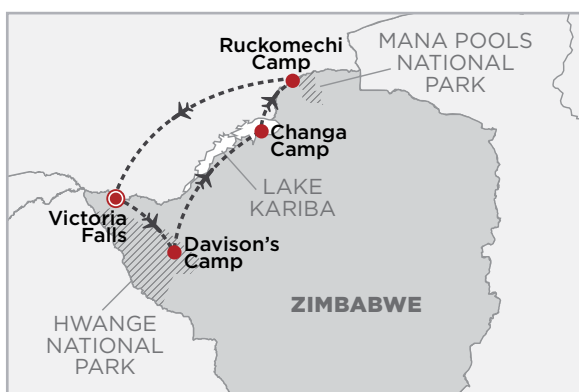 Ruckomechi
Camp
MANA POOLS
NATIONAL
PARK
Changa
Camp
LAKE
KARIBA
Victoria
Falls
Davison's
Camp
ZIMBABWE
HWANGE
NATIONAL
PARK